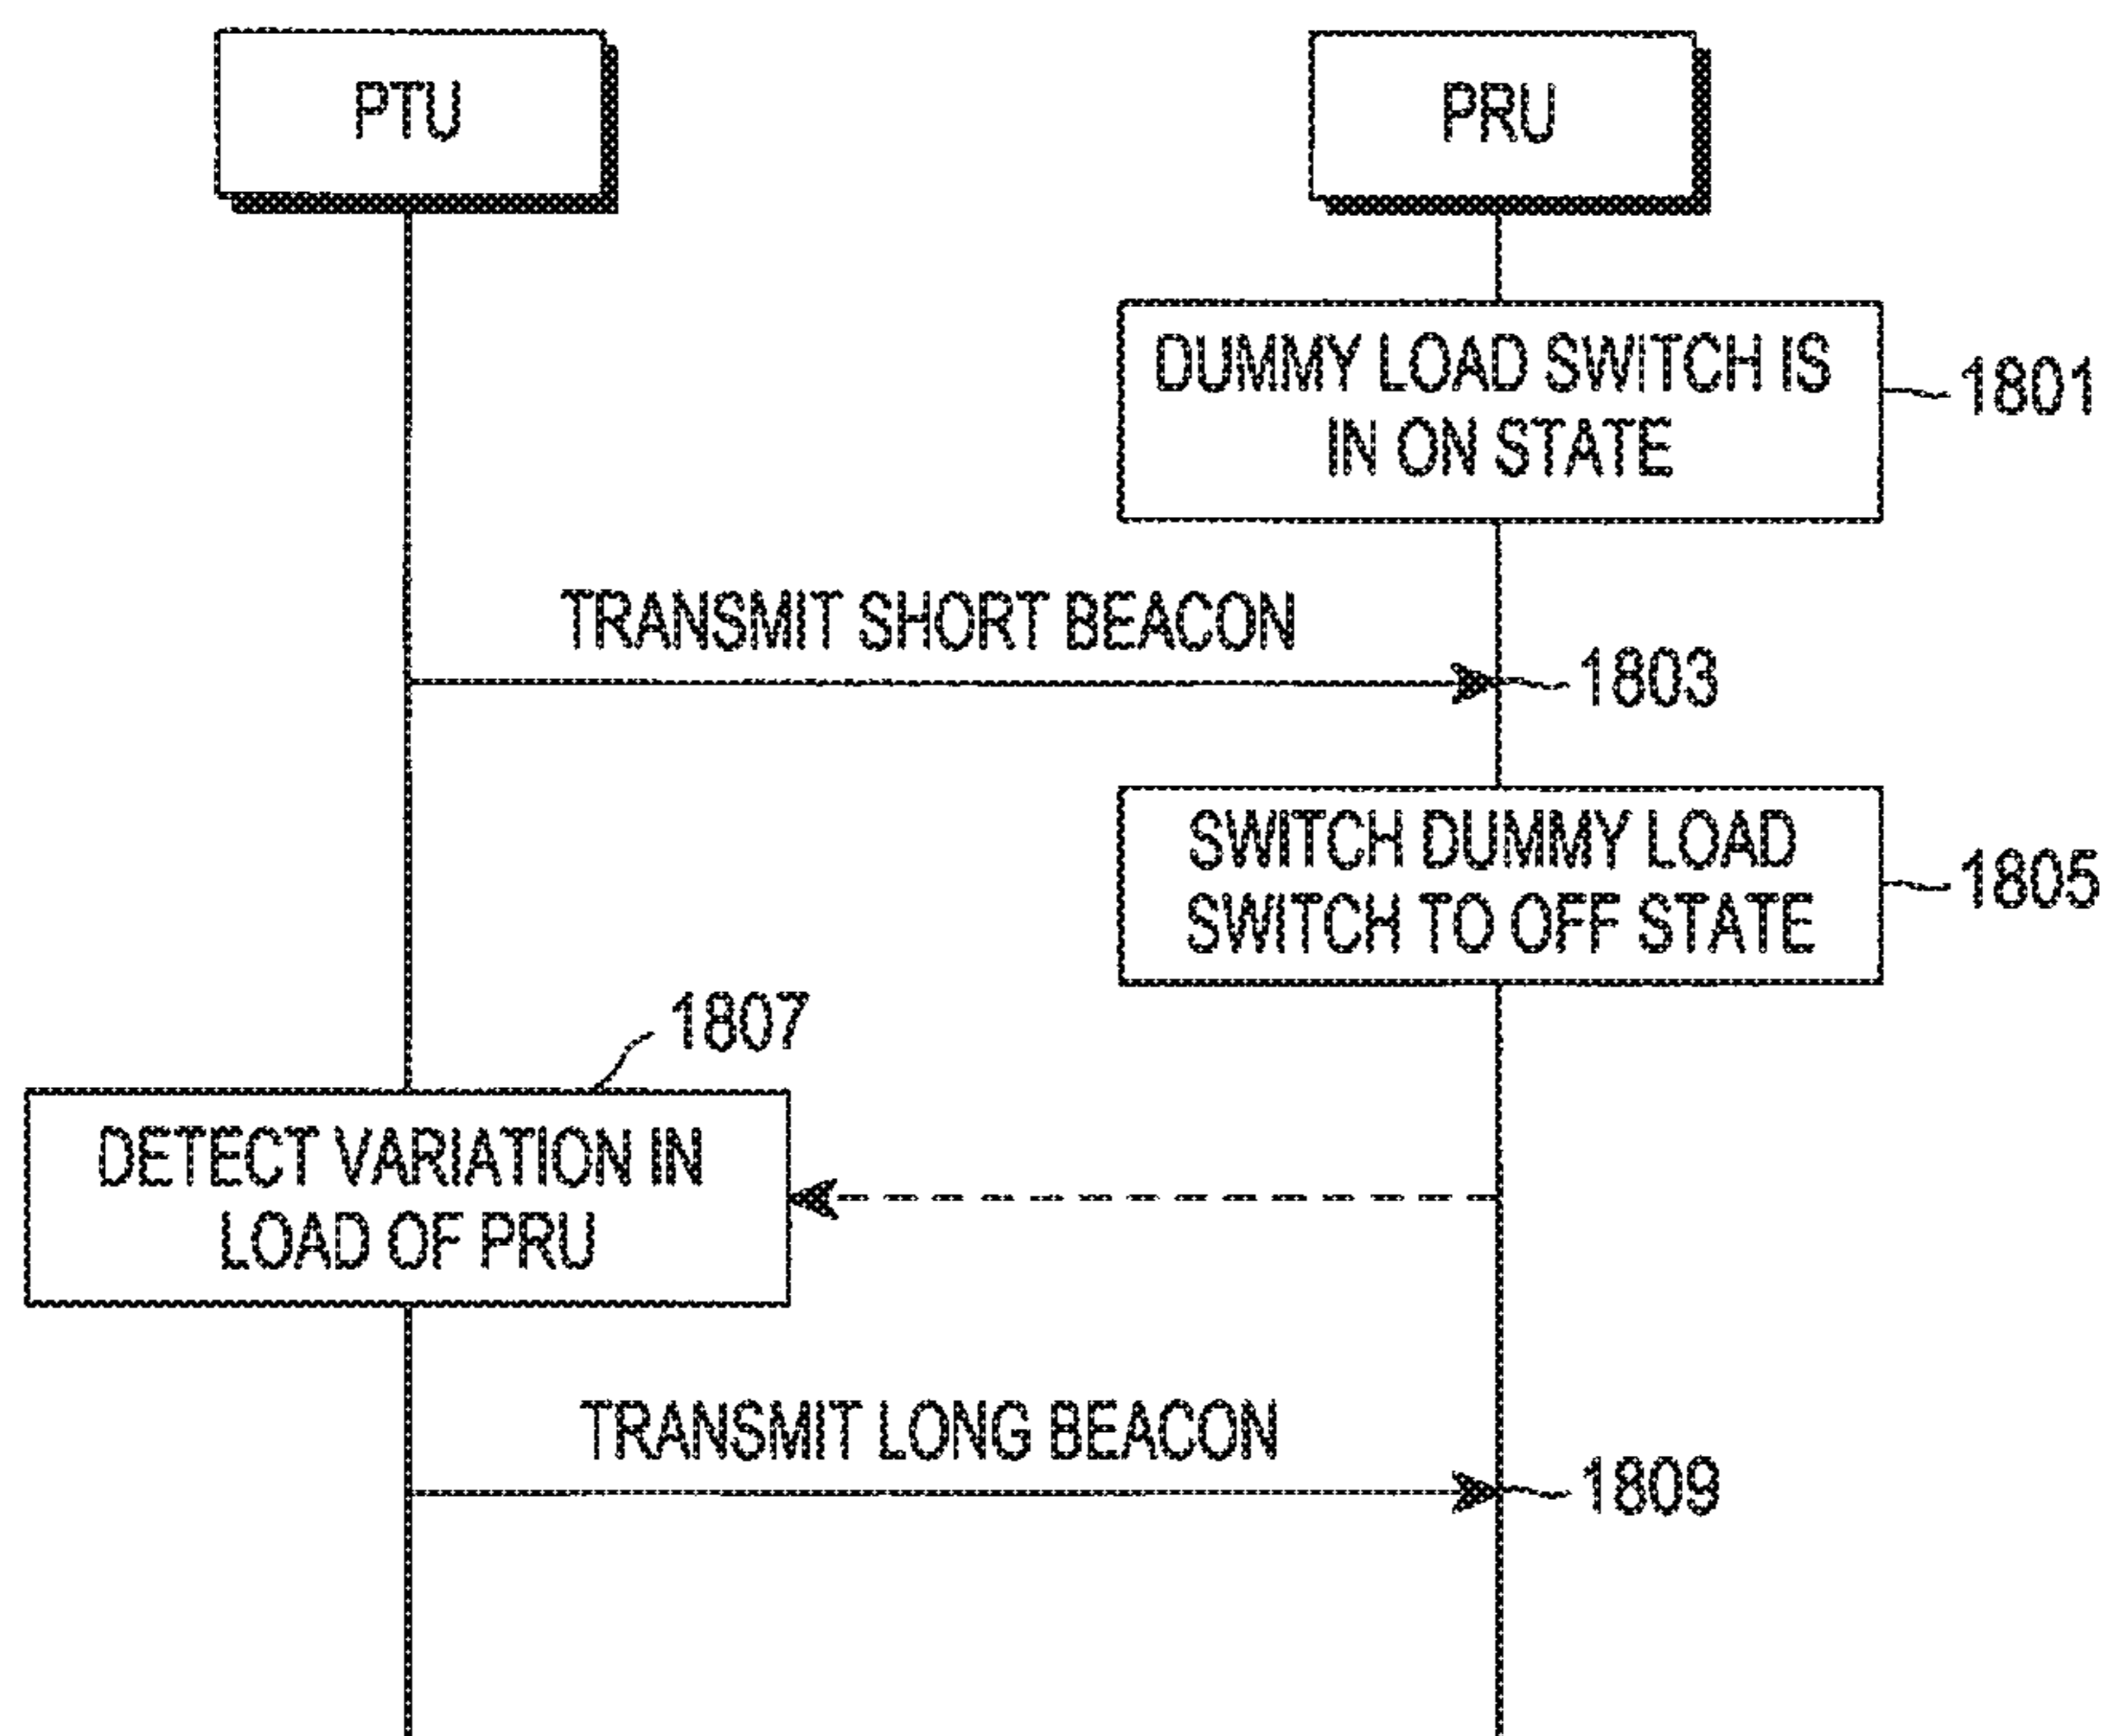 PTU
PRU
DUMMY LOAD SWITCH IS
IN ON STATE
1801
TRANSMIT SHORT BEACON
1803
SWITCH DUMMY LOAD
SWITCH TO OFF STATE
1805
1807
DETECT VARIATION IN
LOAD OF PRU
TRANSMIT LONG BEACON
1809